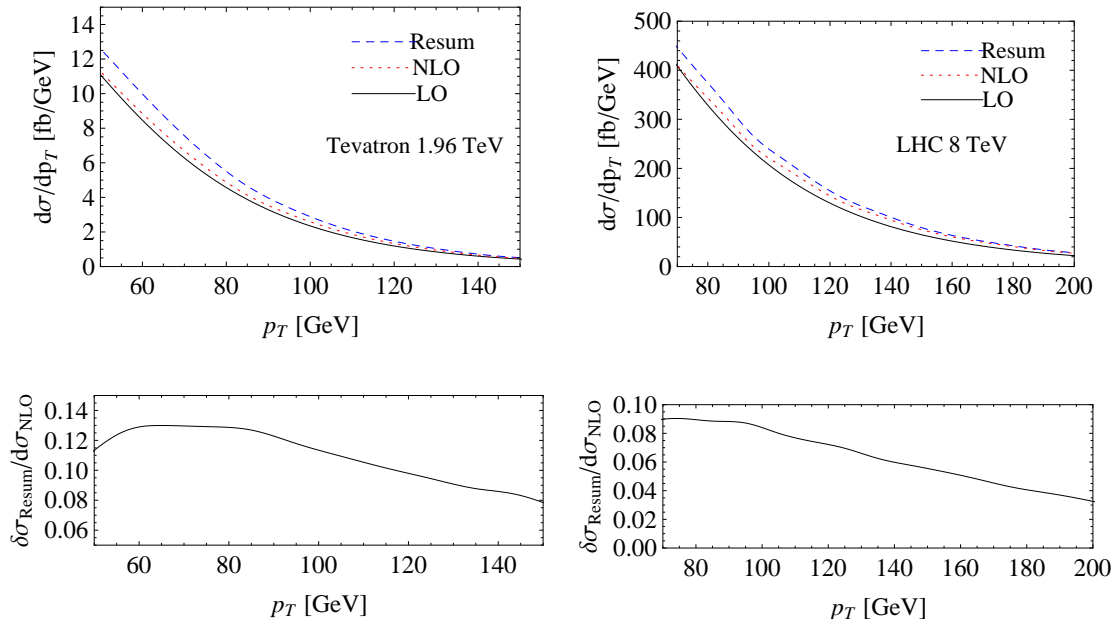 14
12
10
8
6
4
2
0
dσ/dp_T [fb/GeV]
Resum
NLO
LO
Tevatron 1.96 TeV
60 80 100 120 140
p_T [GeV]
500
400
300
200
100
0
dσ/dp_T [fb/GeV]
Resum
NLO
LO
LHC 8 TeV
80 100 120 140 160 180 200
p_T [GeV]
0.14
0.12
0.10
0.08
0.06
δσ_Resum/dσ_NLO
60 80 100 120 140
p_T [GeV]
0.10
0.08
0.06
0.04
0.02
0.00
δσ_Resum/dσ_NLO
80 100 120 140 160 180 200
p_T [GeV]